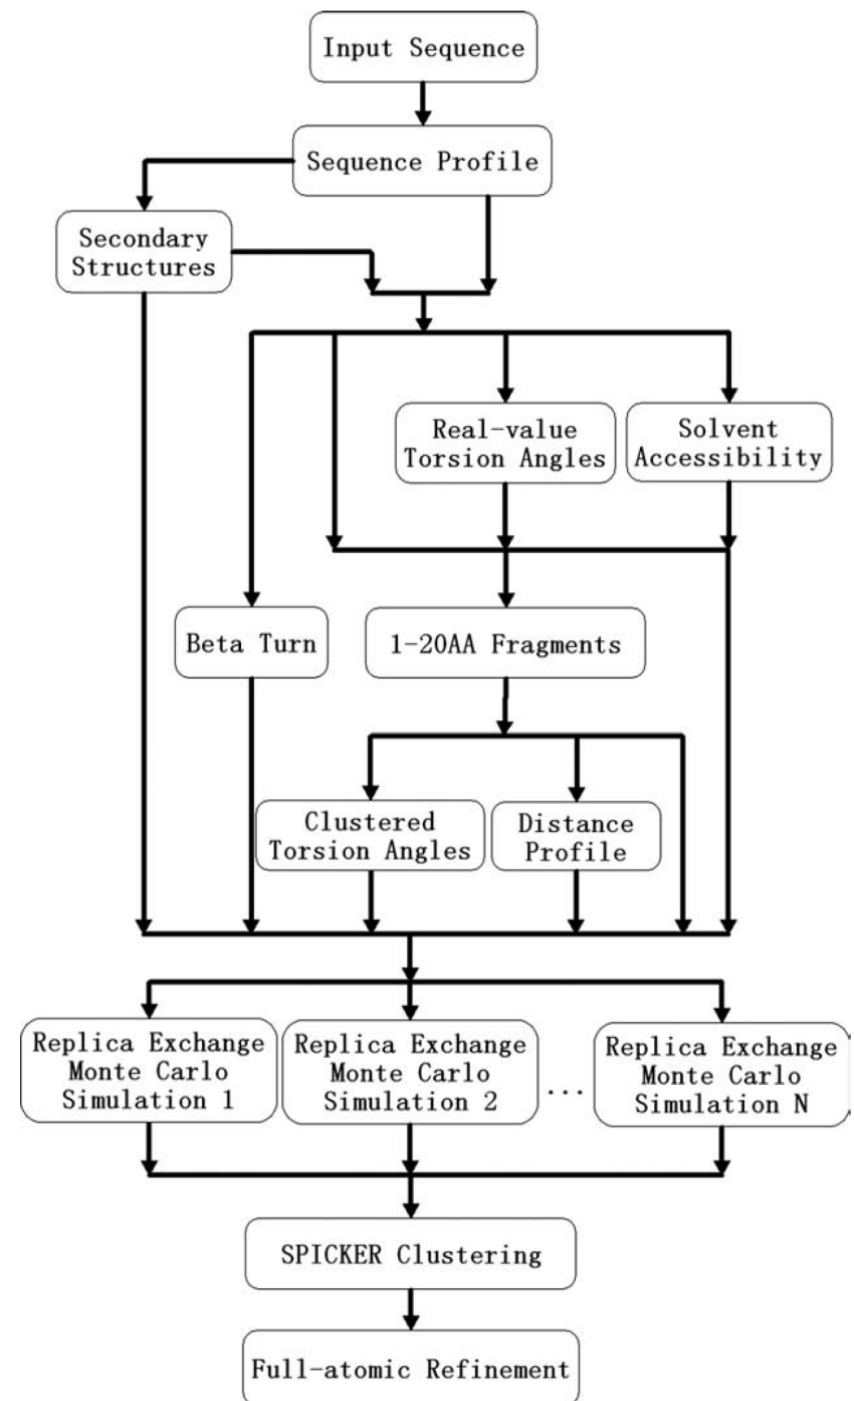 Input Sequence
Sequence Profile
Secondary
Structures
Real-value
Torsion Angles
Solvent
Accessibility
Beta Turn
1-20AA Fragments
Clustered
Torsion Angles
Distance
Profile
Replica Exchange
Monte Carlo
Simulation 1
Replica Exchange
Monte Carlo
Simulation 2
...
Replica Exchange
Monte Carlo
Simulation N
SPICKER Clustering
Full-atomic Refinement